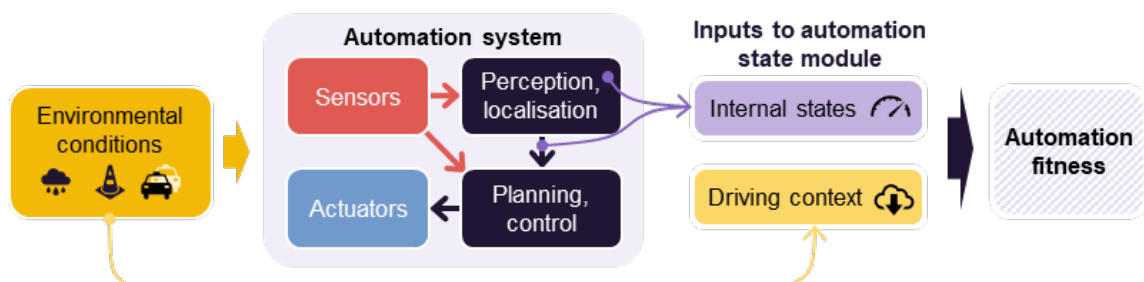 Environmental
conditions
Automation system
Sensors
Perception,
localisation
Actuators
Planning,
control
Inputs to automation
state module
Internal states
Driving context
Automation
fitness